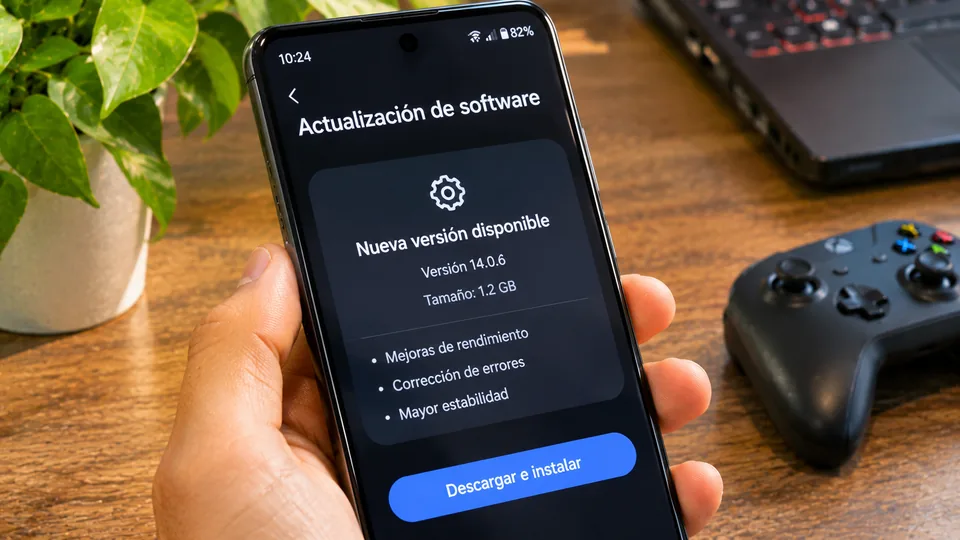 10:24
82%
Actualización de software
Nueva versión disponible
Versión 14.0.6
Tamaño: 1.2 GB
• Mejoras de rendimiento
• Corrección de errores
• Mayor estabilidad
Descargar e instalar